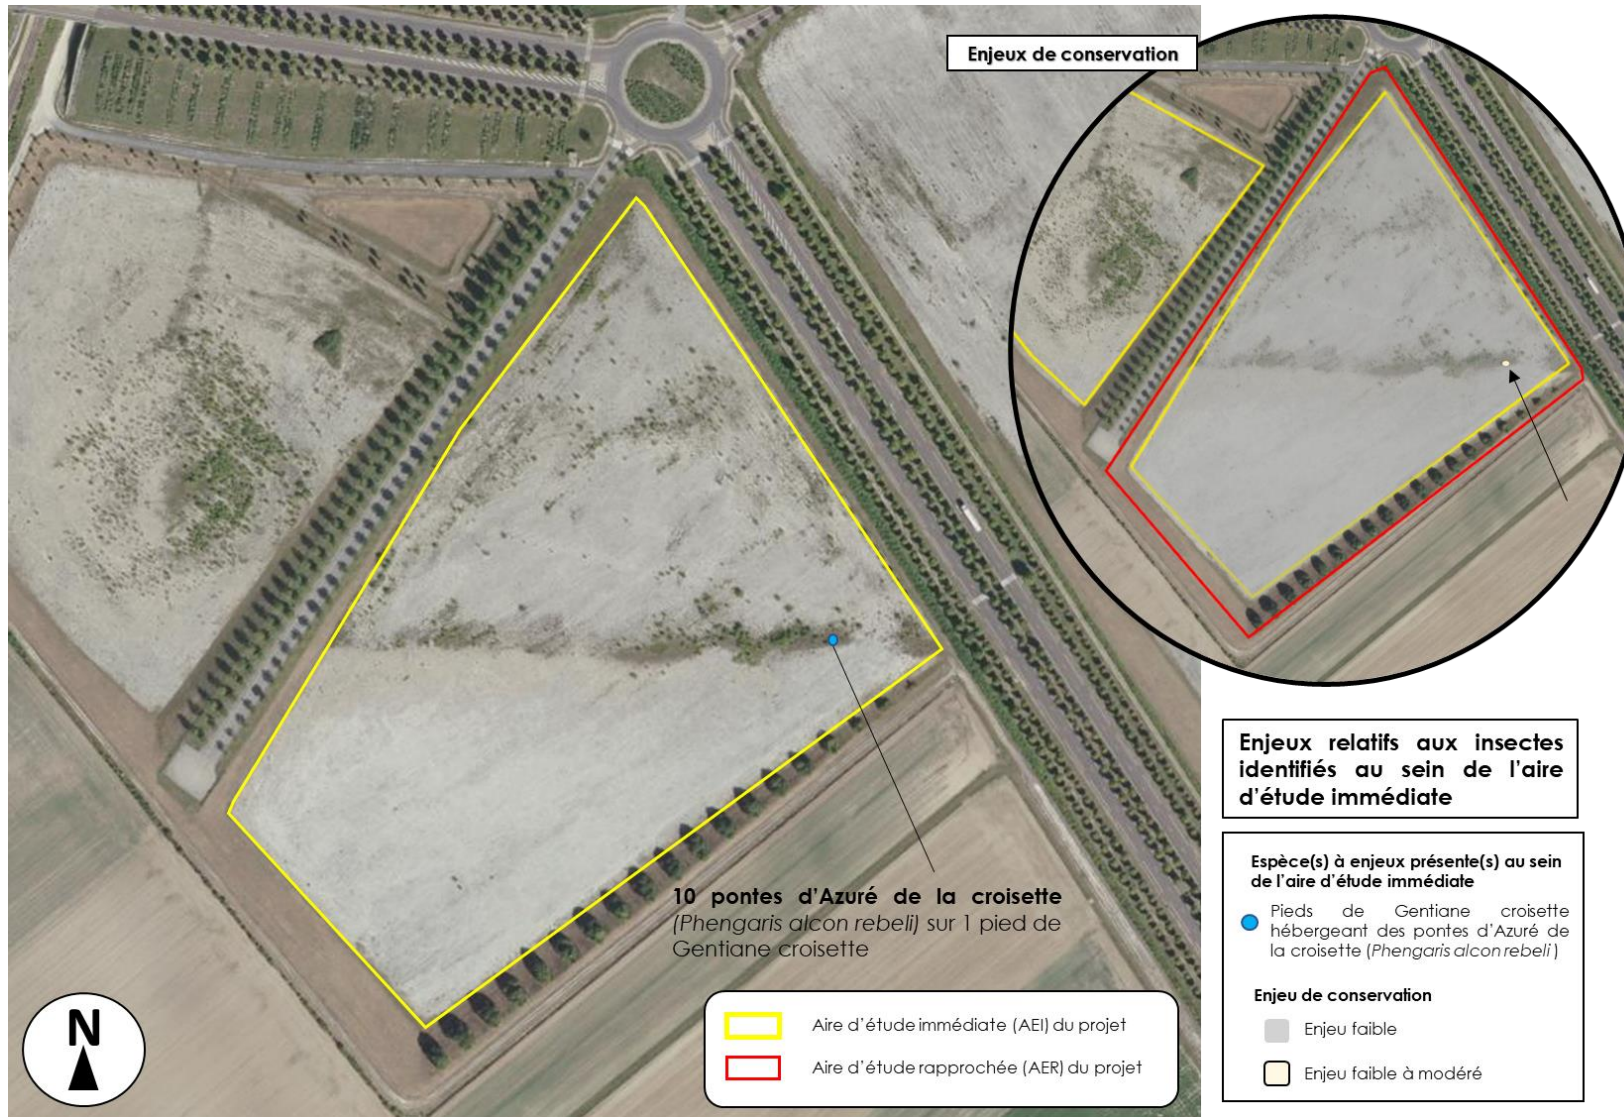 Enjeux de conservation
10 pontes d'Azuré de la croisette
(Phengaris alcon rebeli) sur 1 pied de
Gentiane croisette
N
Aire d'étude immédiate (AEI) du projet
Aire d'étude rapprochée (AER) du projet
Enjeux relatifs aux insectes
identifiés au sein de l'aire
d'étude immédiate
Espèce(s) à enjeux présente(s) au sein
de l'aire d'étude immédiate
Pieds de Gentiane croisette
hébergeant des pontes d'Azuré de
la croisette (Phengaris alcon rebeli )
Enjeu de conservation
Enjeu faible
Enjeu faible à modéré